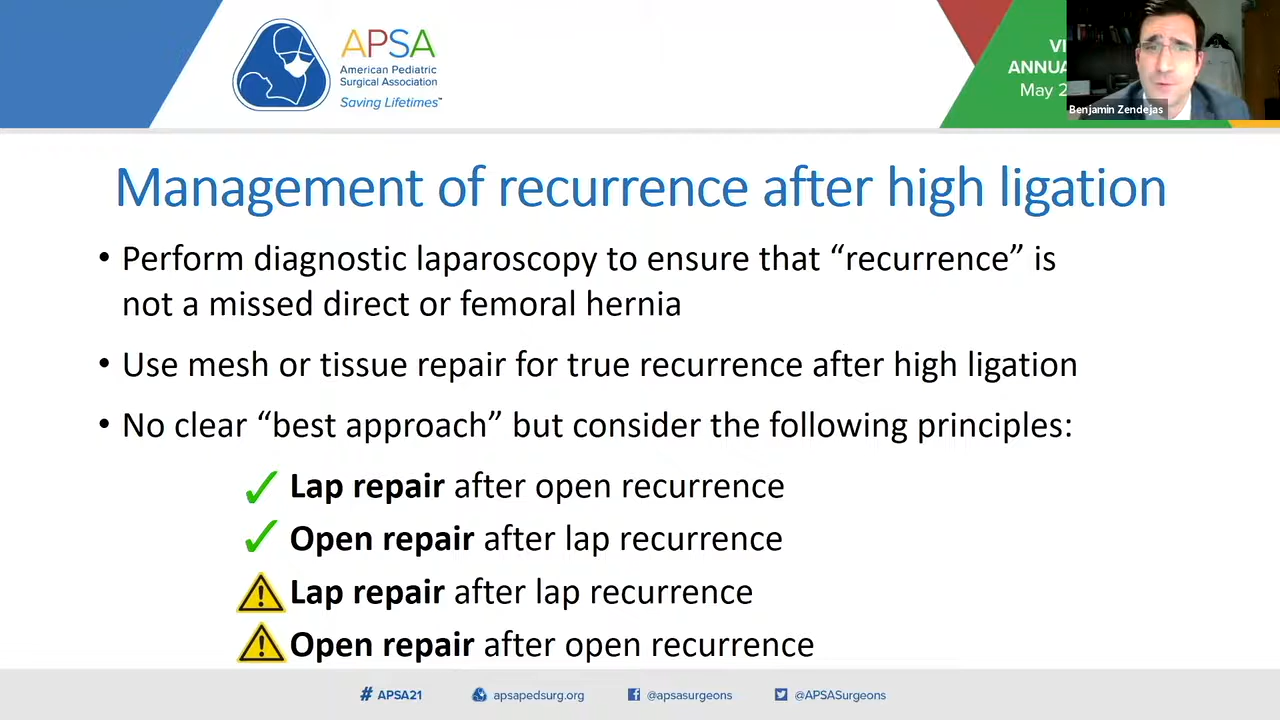 APSA
American Pediatric
Surgical Association
Saving Lifetimes™
ANNUA
May 2
Benjamin Zendejas
Management of recurrence after high ligation
• Perform diagnostic laparoscopy to ensure that “recurrence” is
not a missed direct or femoral hernia
• Use mesh or tissue repair for true recurrence after high ligation
• No clear “best approach” but consider the following principles:
✓ Lap repair after open recurrence
✓ Open repair after lap recurrence
Lap repair after lap recurrence
Open repair after open recurrence
# APSA21
apsapedsurg.org
@apsasurgeons
@APSASurgeons